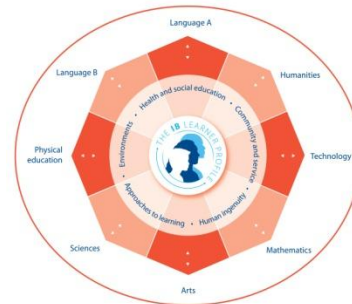 Language A
Language B
Humanities
Physical
education
Technology
Sciences
Mathematics
Arts
Health and social education
Community and service
Human ingenuity
Approaches to learning
Environments
THE IB LEARNER PROFILE